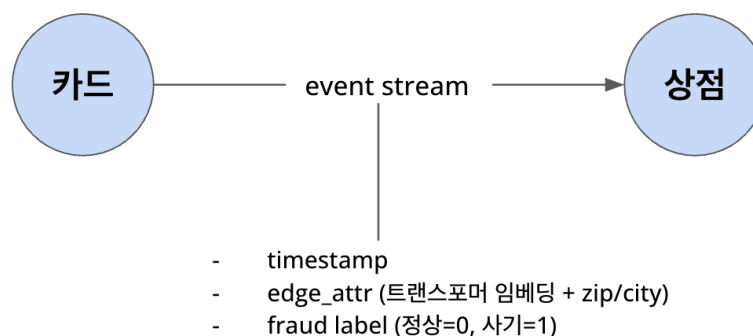 카드
event stream
상점
- timestamp
- edge_attr (트랜스포머 임베딩 + zip/city)
- fraud label (정상=0, 사기=1)